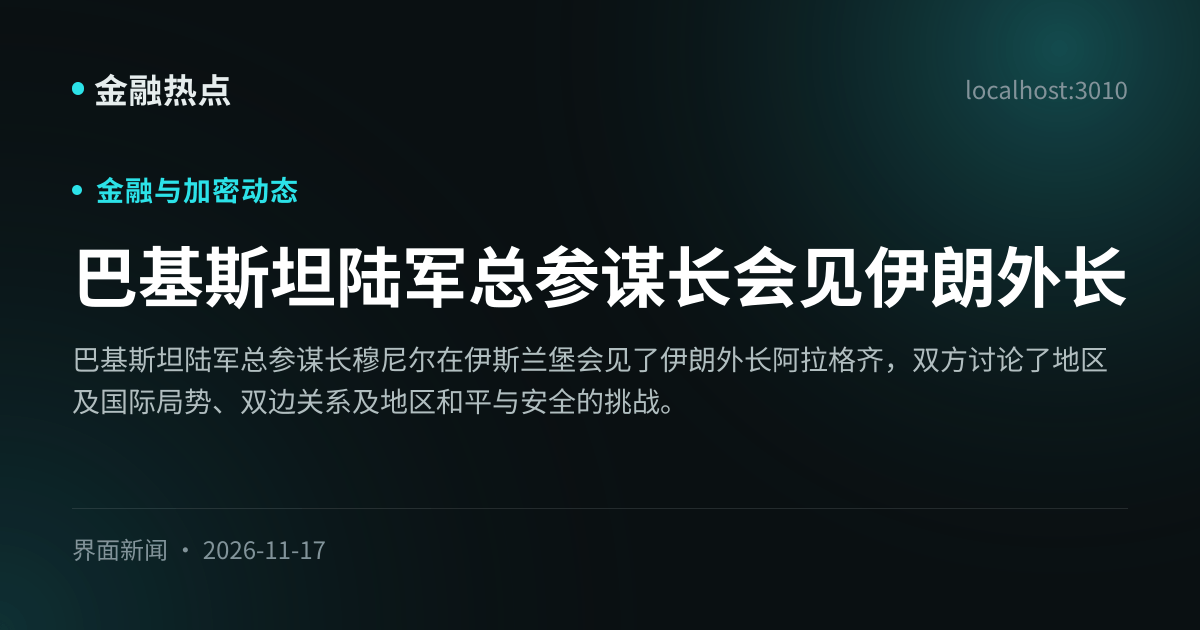 金融热点
localhost:3010
金融与加密动态
巴基斯坦陆军总参谋长会见伊朗外长
巴基斯坦陆军总参谋长穆尼尔在伊斯兰堡会见了伊朗外长阿拉格齐，双方讨论了地区
及国际局势、双边关系及地区和平与安全的挑战。
界面新闻 • 2026-11-17